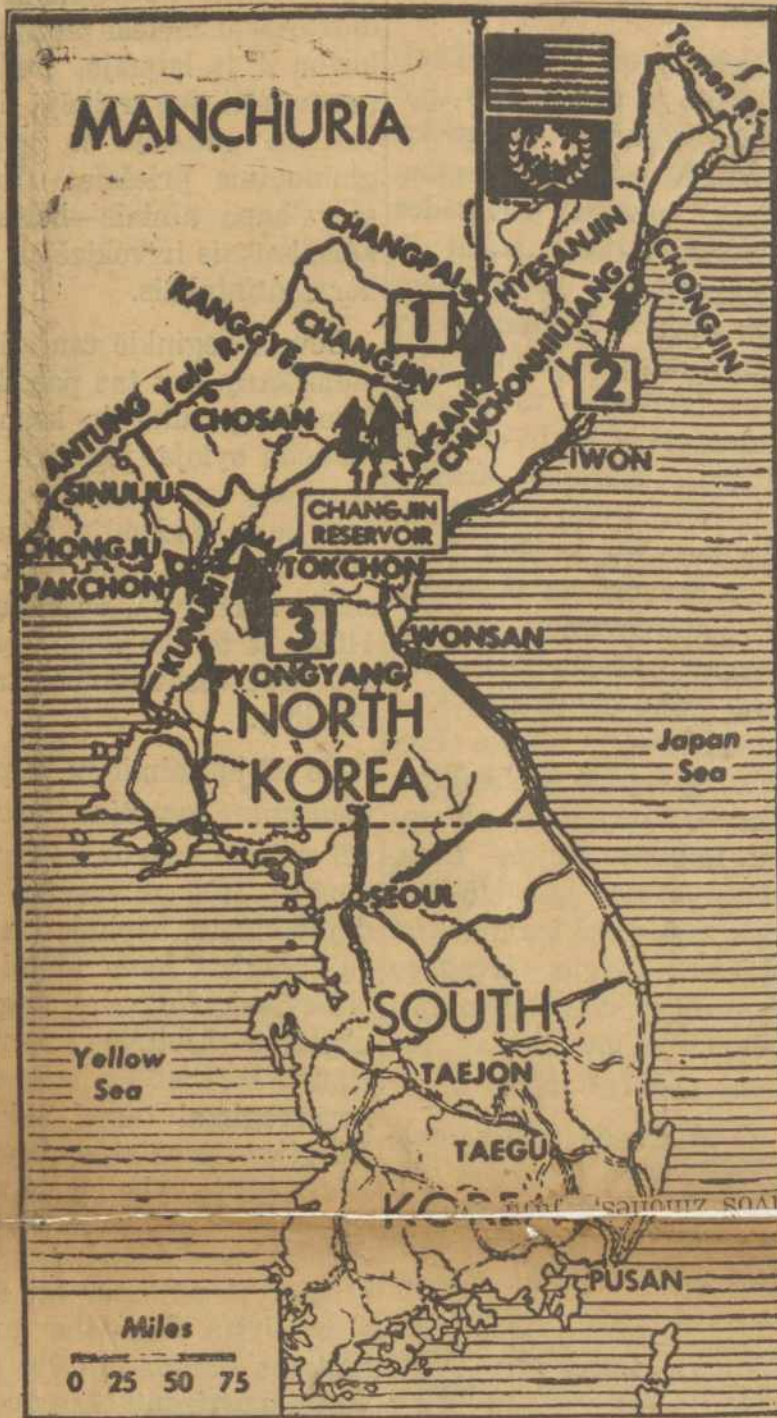 MANCHURIA
Tumen R.
CHANGPAI
HYESANJIN
1
KANGGYE
CHANGJIN
CHONGJIN
2
ANTUNG
Yalu R.
CHOSAN
KAPSAN
CHUCHONHIUJANG
SINUIJU
IWON
CHANGJIN
RESERVOIR
CHONGJU
TOKCHON
PAKCHON
KUNURI
3
WONSAN
PYONGYANG
NORTH
KOREA
Japan
Sea
SEOUL
SOUTH
Yellow
Sea
TAEJON
TAEGU
KOREA
PUSAN
Miles
0 25 50 75